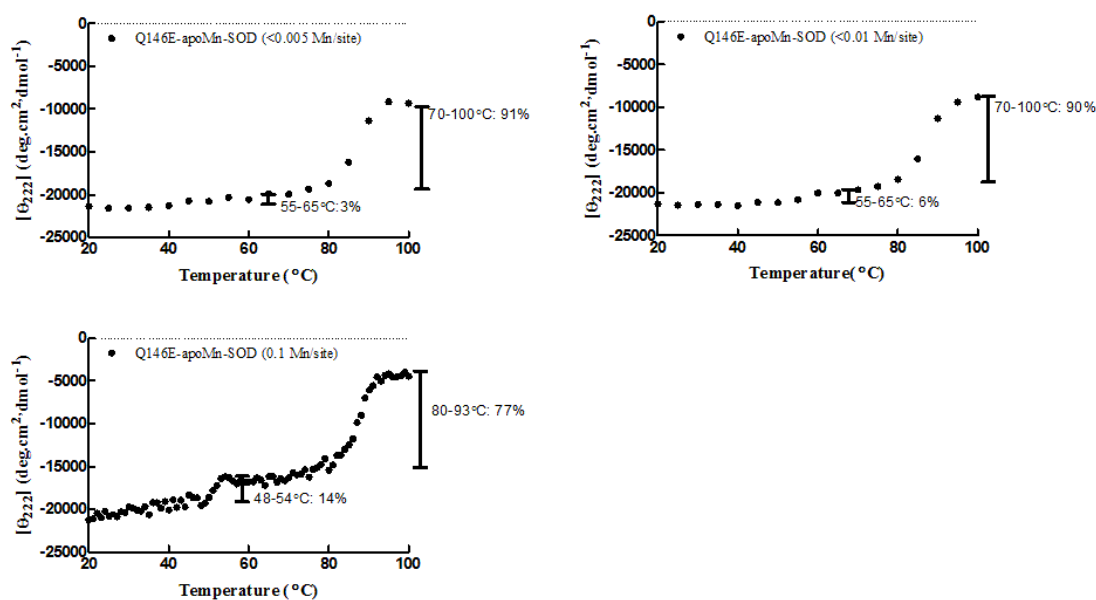 0
-5000
-10000
-15000
-20000
-25000
[θ222] (deg.cm2.dmol-1)
Q146E-apoMn-SOD (<0.005 Mn/site)
70-100°C: 91%
55-65°C:3%
20 40 60 80 100
Temperature (°C)
0
-5000
-10000
-15000
-20000
-25000
[θ222] (deg.cm2.dmol-1)
Q146E-apoMn-SOD (<0.01 Mn/site)
70-100°C: 90%
55-65°C: 6%
20 40 60 80 100
Temperature(°C)
0
-5000
-10000
-15000
-20000
-25000
[θ222] (deg.cm2.dmol-1)
Q146E-apoMn-SOD (0.1 Mn/site)
80-93°C: 77%
48-54°C: 14%
20 40 60 80 100
Temperature (°C)